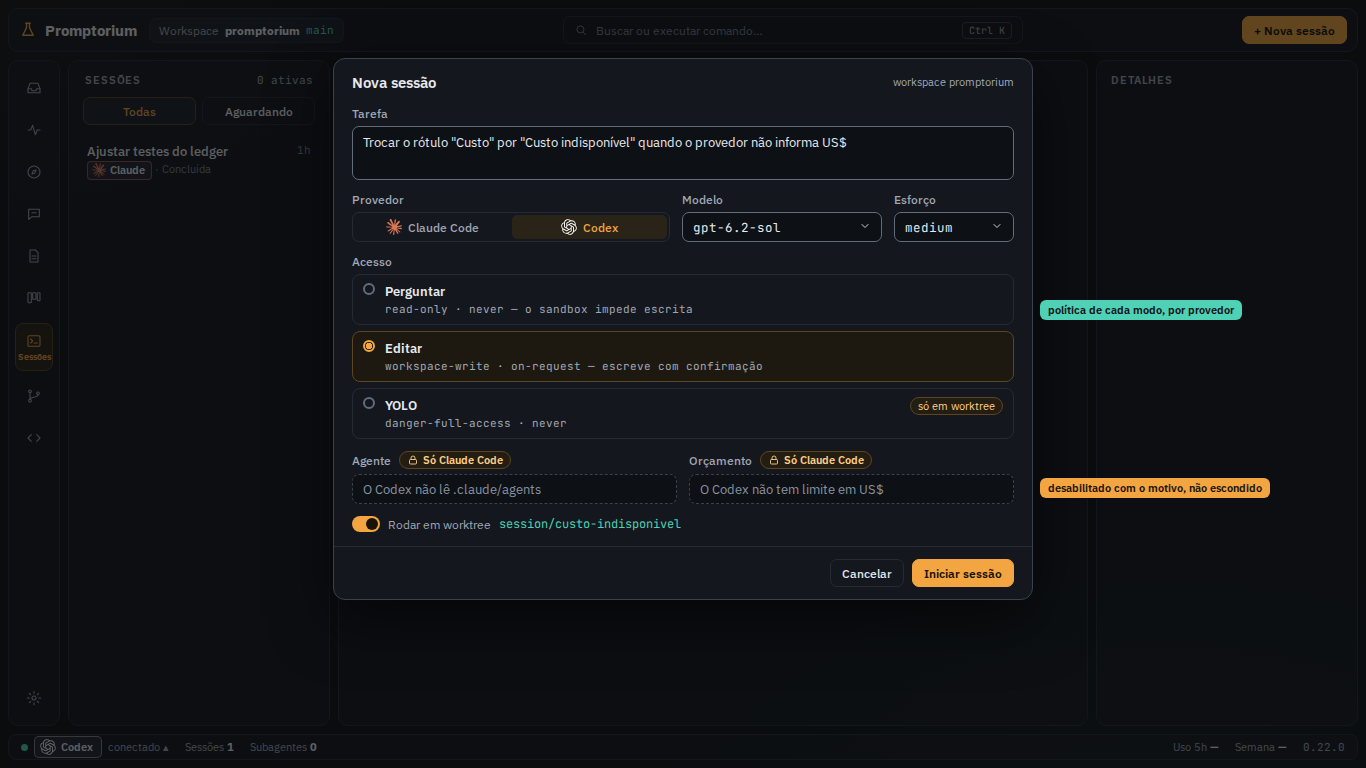 Promptorium
Workspace promptorium main
Buscar ou executar comando...
Ctrl K
+ Nova sessão
SESSÕES
0 ativas
Todas
Aguardando
Ajustar testes do ledger
1h
Claude · Concluída
Sessões
DETALHES
Nova sessão
workspace promptorium
Tarefa
Trocar o rótulo "Custo" por "Custo indisponível" quando o provedor não informa US$
Provedor
Modelo
Esforço
Claude Code
Codex
gpt-6.2-sol
medium
Acesso
Perguntar
read-only · never — o sandbox impede escrita
política de cada modo, por provedor
Editar
workspace-write · on-request — escreve com confirmação
YOLO
só em worktree
danger-full-access · never
Agente
Só Claude Code
Orçamento
Só Claude Code
O Codex não lê .claude/agents
O Codex não tem limite em US$
desabilitado com o motivo, não escondido
Rodar em worktree session/custo-indisponivel
Cancelar
Iniciar sessão
Codex
conectado ▴
Sessões 1
Subagentes 0
Uso 5h —
Semana —
0.22.0